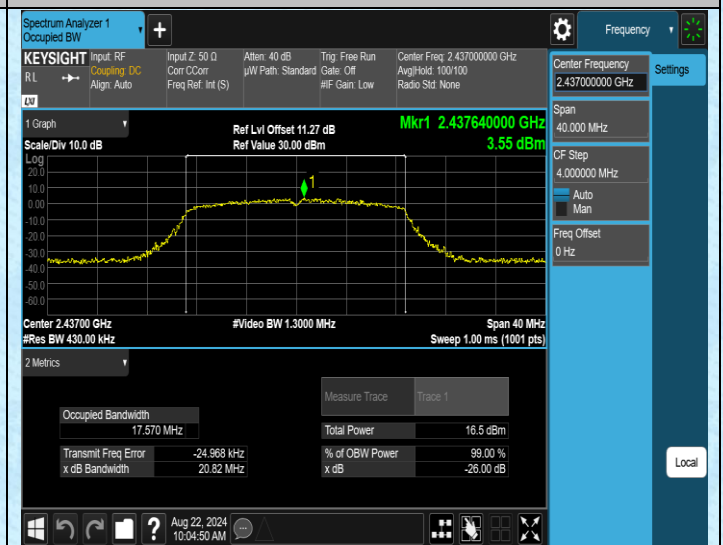 Spectrum Analyzer 1
Occupied BW
+
Frequency
KEYSIGHT
R L
LXI
Input: RF
Coupling: DC
Align: Auto
Input Z: 50 Ω
Corr CCorr
Freq Ref: Int (S)
Atten: 40 dB
µW Path: Standard
Trig: Free Run
Gate: Off
#IF Gain: Low
Center Freq: 2.437000000 GHz
Avg|Hold: 100/100
Radio Std: None
Center Frequency
2.437000000 GHz
Settings
Span
40.000 MHz
CF Step
4.000000 MHz
Auto
Man
Freq Offset
0 Hz
1 Graph
Scale/Div 10.0 dB
Ref Lvl Offset 11.27 dB
Ref Value 30.00 dBm
Mkr1 2.437640000 GHz
3.55 dBm
Log
20.0
10.0
0.00
-10.0
-20.0
-30.0
-40.0
-50.0
-60.0
1
Center 2.43700 GHz
#Res BW 430.00 kHz
#Video BW 1.3000 MHz
Span 40 MHz
Sweep 1.00 ms (1001 pts)
2 Metrics
Measure Trace
Trace 1
Occupied Bandwidth
17.570 MHz
Total Power
16.5 dBm
Transmit Freq Error
-24.968 kHz
% of OBW Power
99.00 %
x dB Bandwidth
20.82 MHz
x dB
-26.00 dB
Local
?
Aug 22, 2024
10:04:50 AM